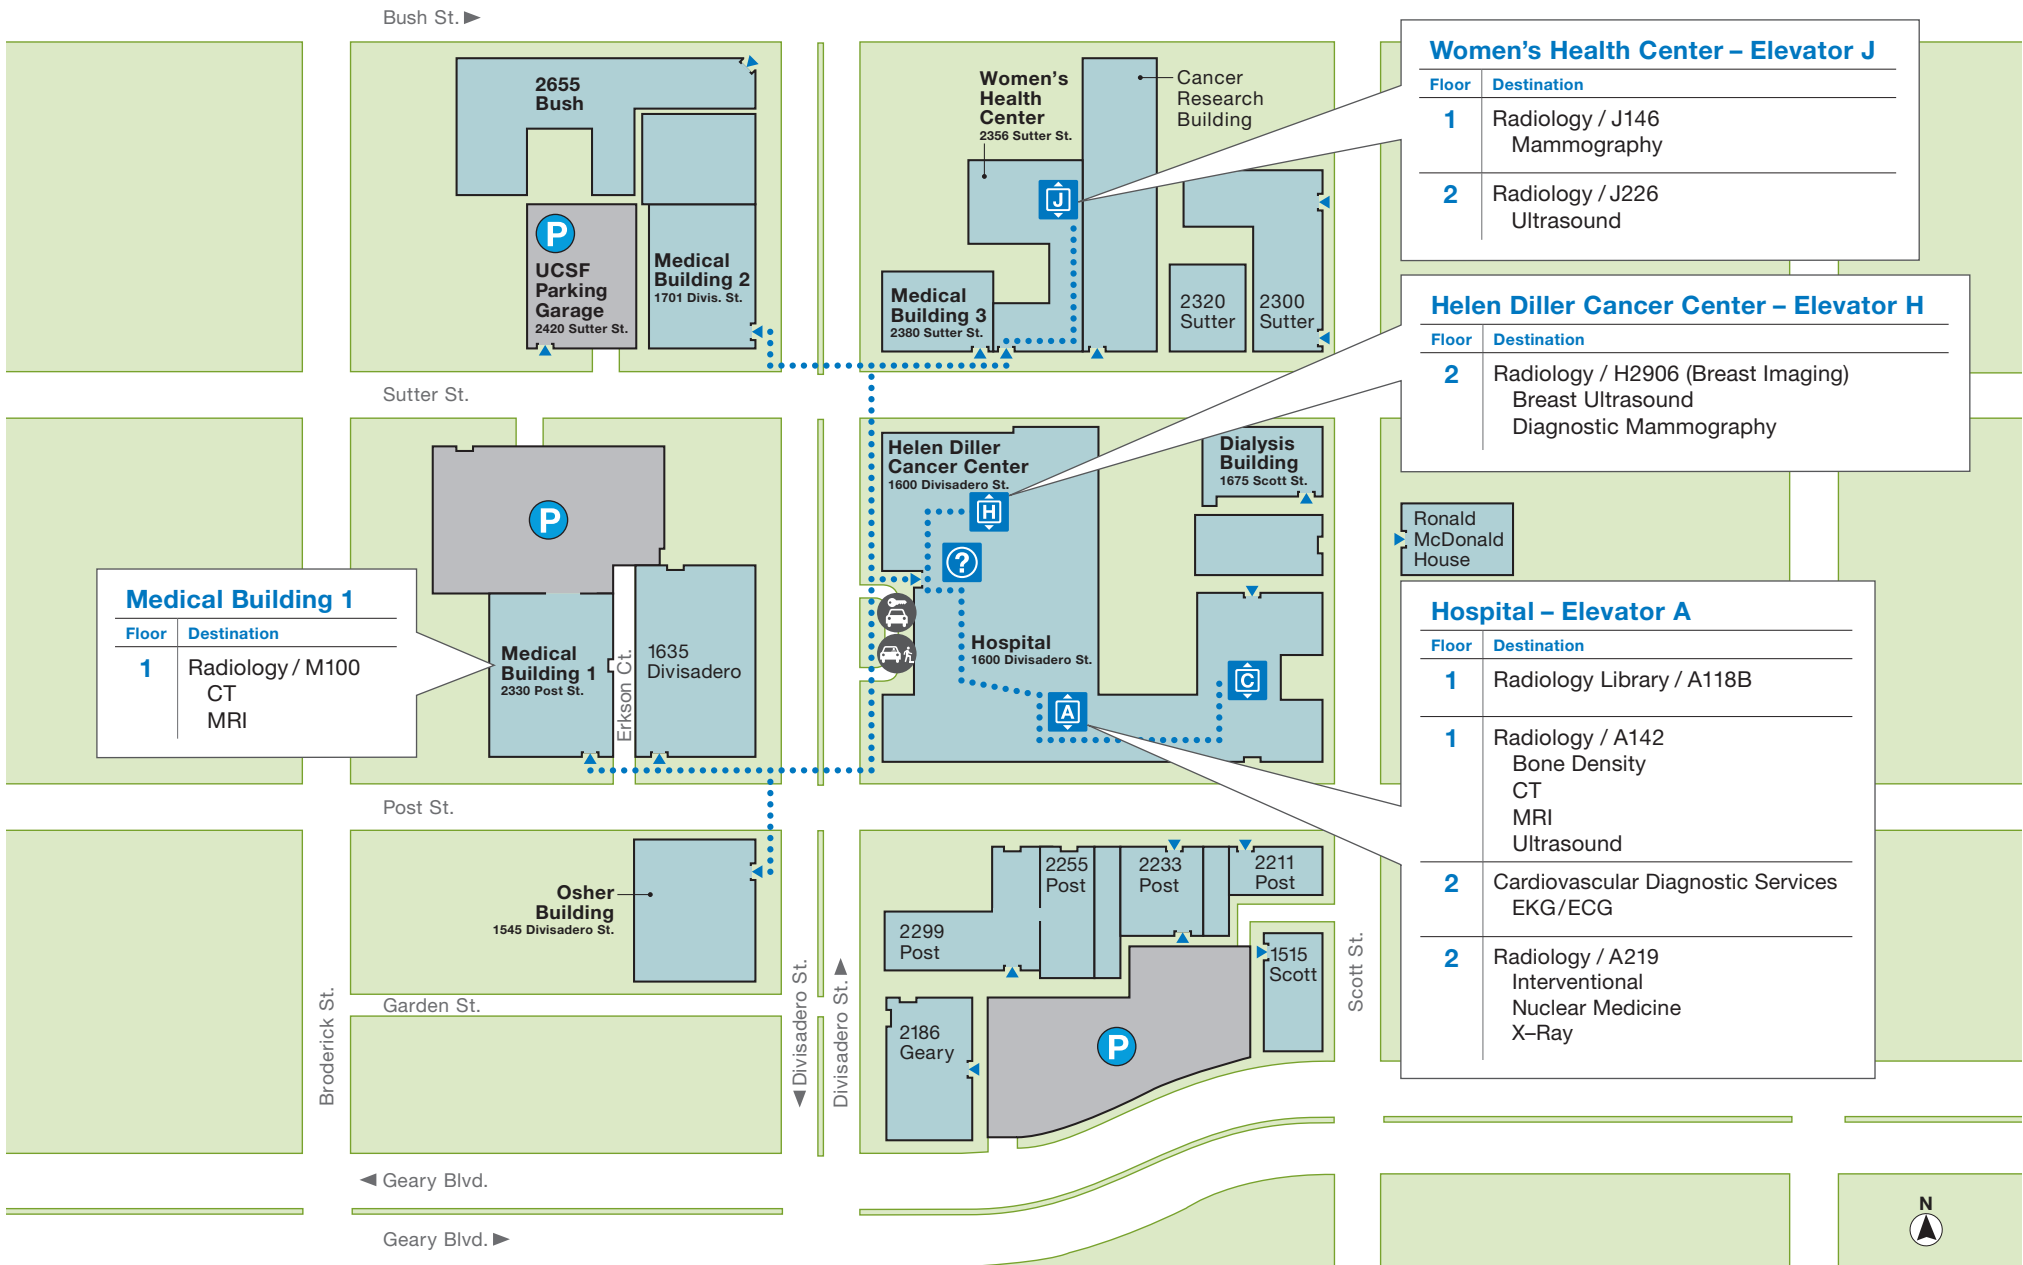 Bush St.
2655
Bush
Women's
Health
Center
2356 Sutter St.
Cancer
Research
Building
Women's Health Center – Elevator J
Floor Destination
1 Radiology / J146
Mammography
2 Radiology / J226
Ultrasound
J
P
UCSF
Parking
Garage
2420 Sutter St.
Medical
Building 2
1701 Divis. St.
Medical
Building 3
2380 Sutter St.
2320
Sutter
2300
Sutter
Helen Diller Cancer Center – Elevator H
Floor Destination
2 Radiology / H2906 (Breast Imaging)
Breast Ultrasound
Diagnostic Mammography
Sutter St.
Helen Diller
Cancer Center
1600 Divisadero St.
H
?
Dialysis
Building
1675 Scott St.
Ronald
McDonald
House
P
Medical Building 1
Floor Destination
1 Radiology / M100
CT
MRI
Medical
Building 1
2330 Post St.
Erkson Ct.
1635
Divisadero
Hospital
1600 Divisadero St.
C
A
Hospital – Elevator A
Floor Destination
1 Radiology Library / A118B
1 Radiology / A142
Bone Density
CT
MRI
Ultrasound
2 Cardiovascular Diagnostic Services
EKG/ECG
2 Radiology / A219
Interventional
Nuclear Medicine
X–Ray
Post St.
Osher
Building
1545 Divisadero St.
2255
Post
2233
Post
2211
Post
2299
Post
1515
Scott
2186
Geary
P
Garden St.
Broderick St.
Divisadero St.
Divisadero St.
Scott St.
Geary Blvd.
Geary Blvd.
N